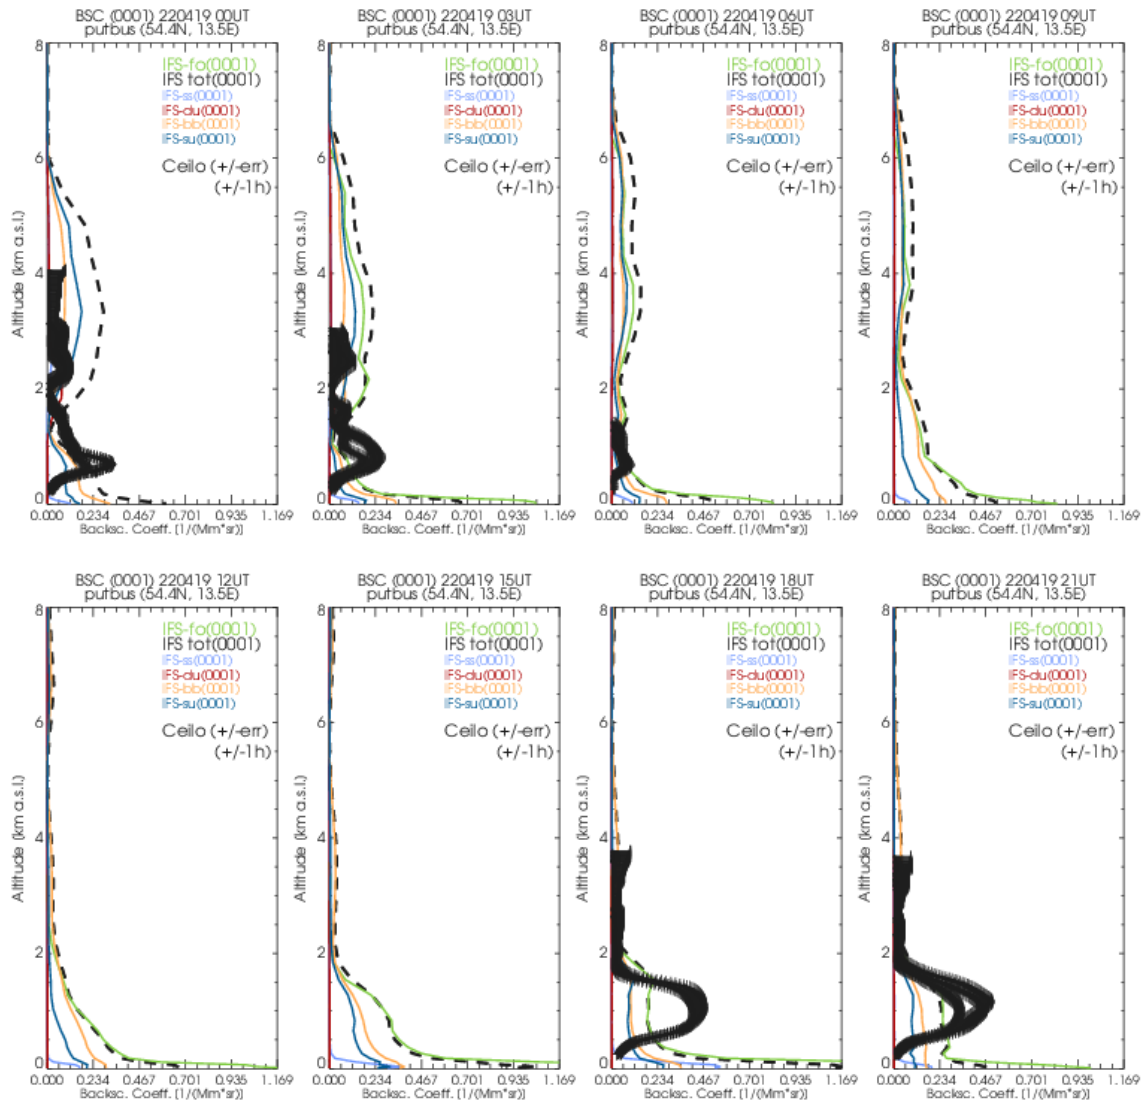 BSC (0001) 220419 00UT
putbus (54.4N, 13.5E)
8
IFS-fo(0001)
IFS tot(0001)
IFS-ss(0001)
IFS-du(0001)
IFS-bb(0001)
IFS-su(0001)
6
Ceilo (+/-err)
(+/-1h)
Altitude (km a.s.l.)
4
2
0
0.000 0.234 0.467 0.701 0.935 1.169
Backsc. Coeff. [1/(Mm*sr)]
BSC (0001) 220419 03UT
putbus (54.4N, 13.5E)
8
IFS-fo(0001)
IFS tot(0001)
IFS-ss(0001)
IFS-du(0001)
IFS-bb(0001)
IFS-su(0001)
6
Ceilo (+/-err)
(+/-1h)
Altitude (km a.s.l.)
4
2
0
0.000 0.234 0.467 0.701 0.935 1.169
Backsc. Coeff. [1/(Mm*sr)]
BSC (0001) 220419 06UT
putbus (54.4N, 13.5E)
8
IFS-fo(0001)
IFS tot(0001)
IFS-ss(0001)
IFS-du(0001)
IFS-bb(0001)
IFS-su(0001)
6
Ceilo (+/-err)
(+/-1h)
Altitude (km a.s.l.)
4
2
0
0.000 0.234 0.467 0.701 0.935 1.169
Backsc. Coeff. [1/(Mm*sr)]
BSC (0001) 220419 09UT
putbus (54.4N, 13.5E)
8
IFS-fo(0001)
IFS tot(0001)
IFS-ss(0001)
IFS-du(0001)
IFS-bb(0001)
IFS-su(0001)
6
Ceilo (+/-err)
(+/-1h)
Altitude (km a.s.l.)
4
2
0
0.000 0.234 0.467 0.701 0.935 1.169
Backsc. Coeff. [1/(Mm*sr)]
BSC (0001) 220419 12UT
putbus (54.4N, 13.5E)
8
IFS-fo(0001)
IFS tot(0001)
IFS-ss(0001)
IFS-du(0001)
IFS-bb(0001)
IFS-su(0001)
6
Ceilo (+/-err)
(+/-1h)
Altitude (km a.s.l.)
4
2
0
0.000 0.234 0.467 0.701 0.935 1.169
Backsc. Coeff. [1/(Mm*sr)]
BSC (0001) 220419 15UT
putbus (54.4N, 13.5E)
8
IFS-fo(0001)
IFS tot(0001)
IFS-ss(0001)
IFS-du(0001)
IFS-bb(0001)
IFS-su(0001)
6
Ceilo (+/-err)
(+/-1h)
Altitude (km a.s.l.)
4
2
0
0.000 0.234 0.467 0.701 0.935 1.169
Backsc. Coeff. [1/(Mm*sr)]
BSC (0001) 220419 18UT
putbus (54.4N, 13.5E)
8
IFS-fo(0001)
IFS tot(0001)
IFS-ss(0001)
IFS-du(0001)
IFS-bb(0001)
IFS-su(0001)
6
Ceilo (+/-err)
(+/-1h)
Altitude (km a.s.l.)
4
2
0
0.000 0.234 0.467 0.701 0.935 1.169
Backsc. Coeff. [1/(Mm*sr)]
BSC (0001) 220419 21UT
putbus (54.4N, 13.5E)
8
IFS-fo(0001)
IFS tot(0001)
IFS-ss(0001)
IFS-du(0001)
IFS-bb(0001)
IFS-su(0001)
6
Ceilo (+/-err)
(+/-1h)
Altitude (km a.s.l.)
4
2
0
0.000 0.234 0.467 0.701 0.935 1.169
Backsc. Coeff. [1/(Mm*sr)]